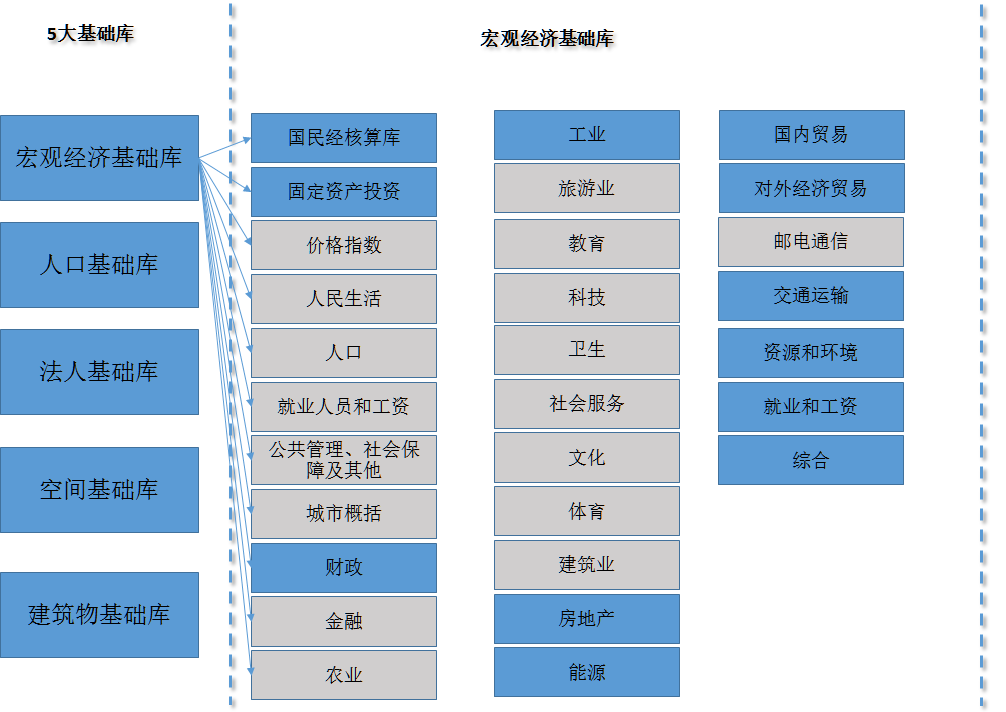 5大基础库
宏观经济基础库
宏观经济基础库
人口基础库
法人基础库
空间基础库
建筑物基础库
国民经核算库
固定资产投资
价格指数
人民生活
人口
就业人员和工资
公共管理、社会保
障及其他
城市概括
财政
金融
农业
工业
旅游业
教育
科技
卫生
社会服务
文化
体育
建筑业
房地产
能源
国内贸易
对外经济贸易
邮电通信
交通运输
资源和环境
就业和工资
综合